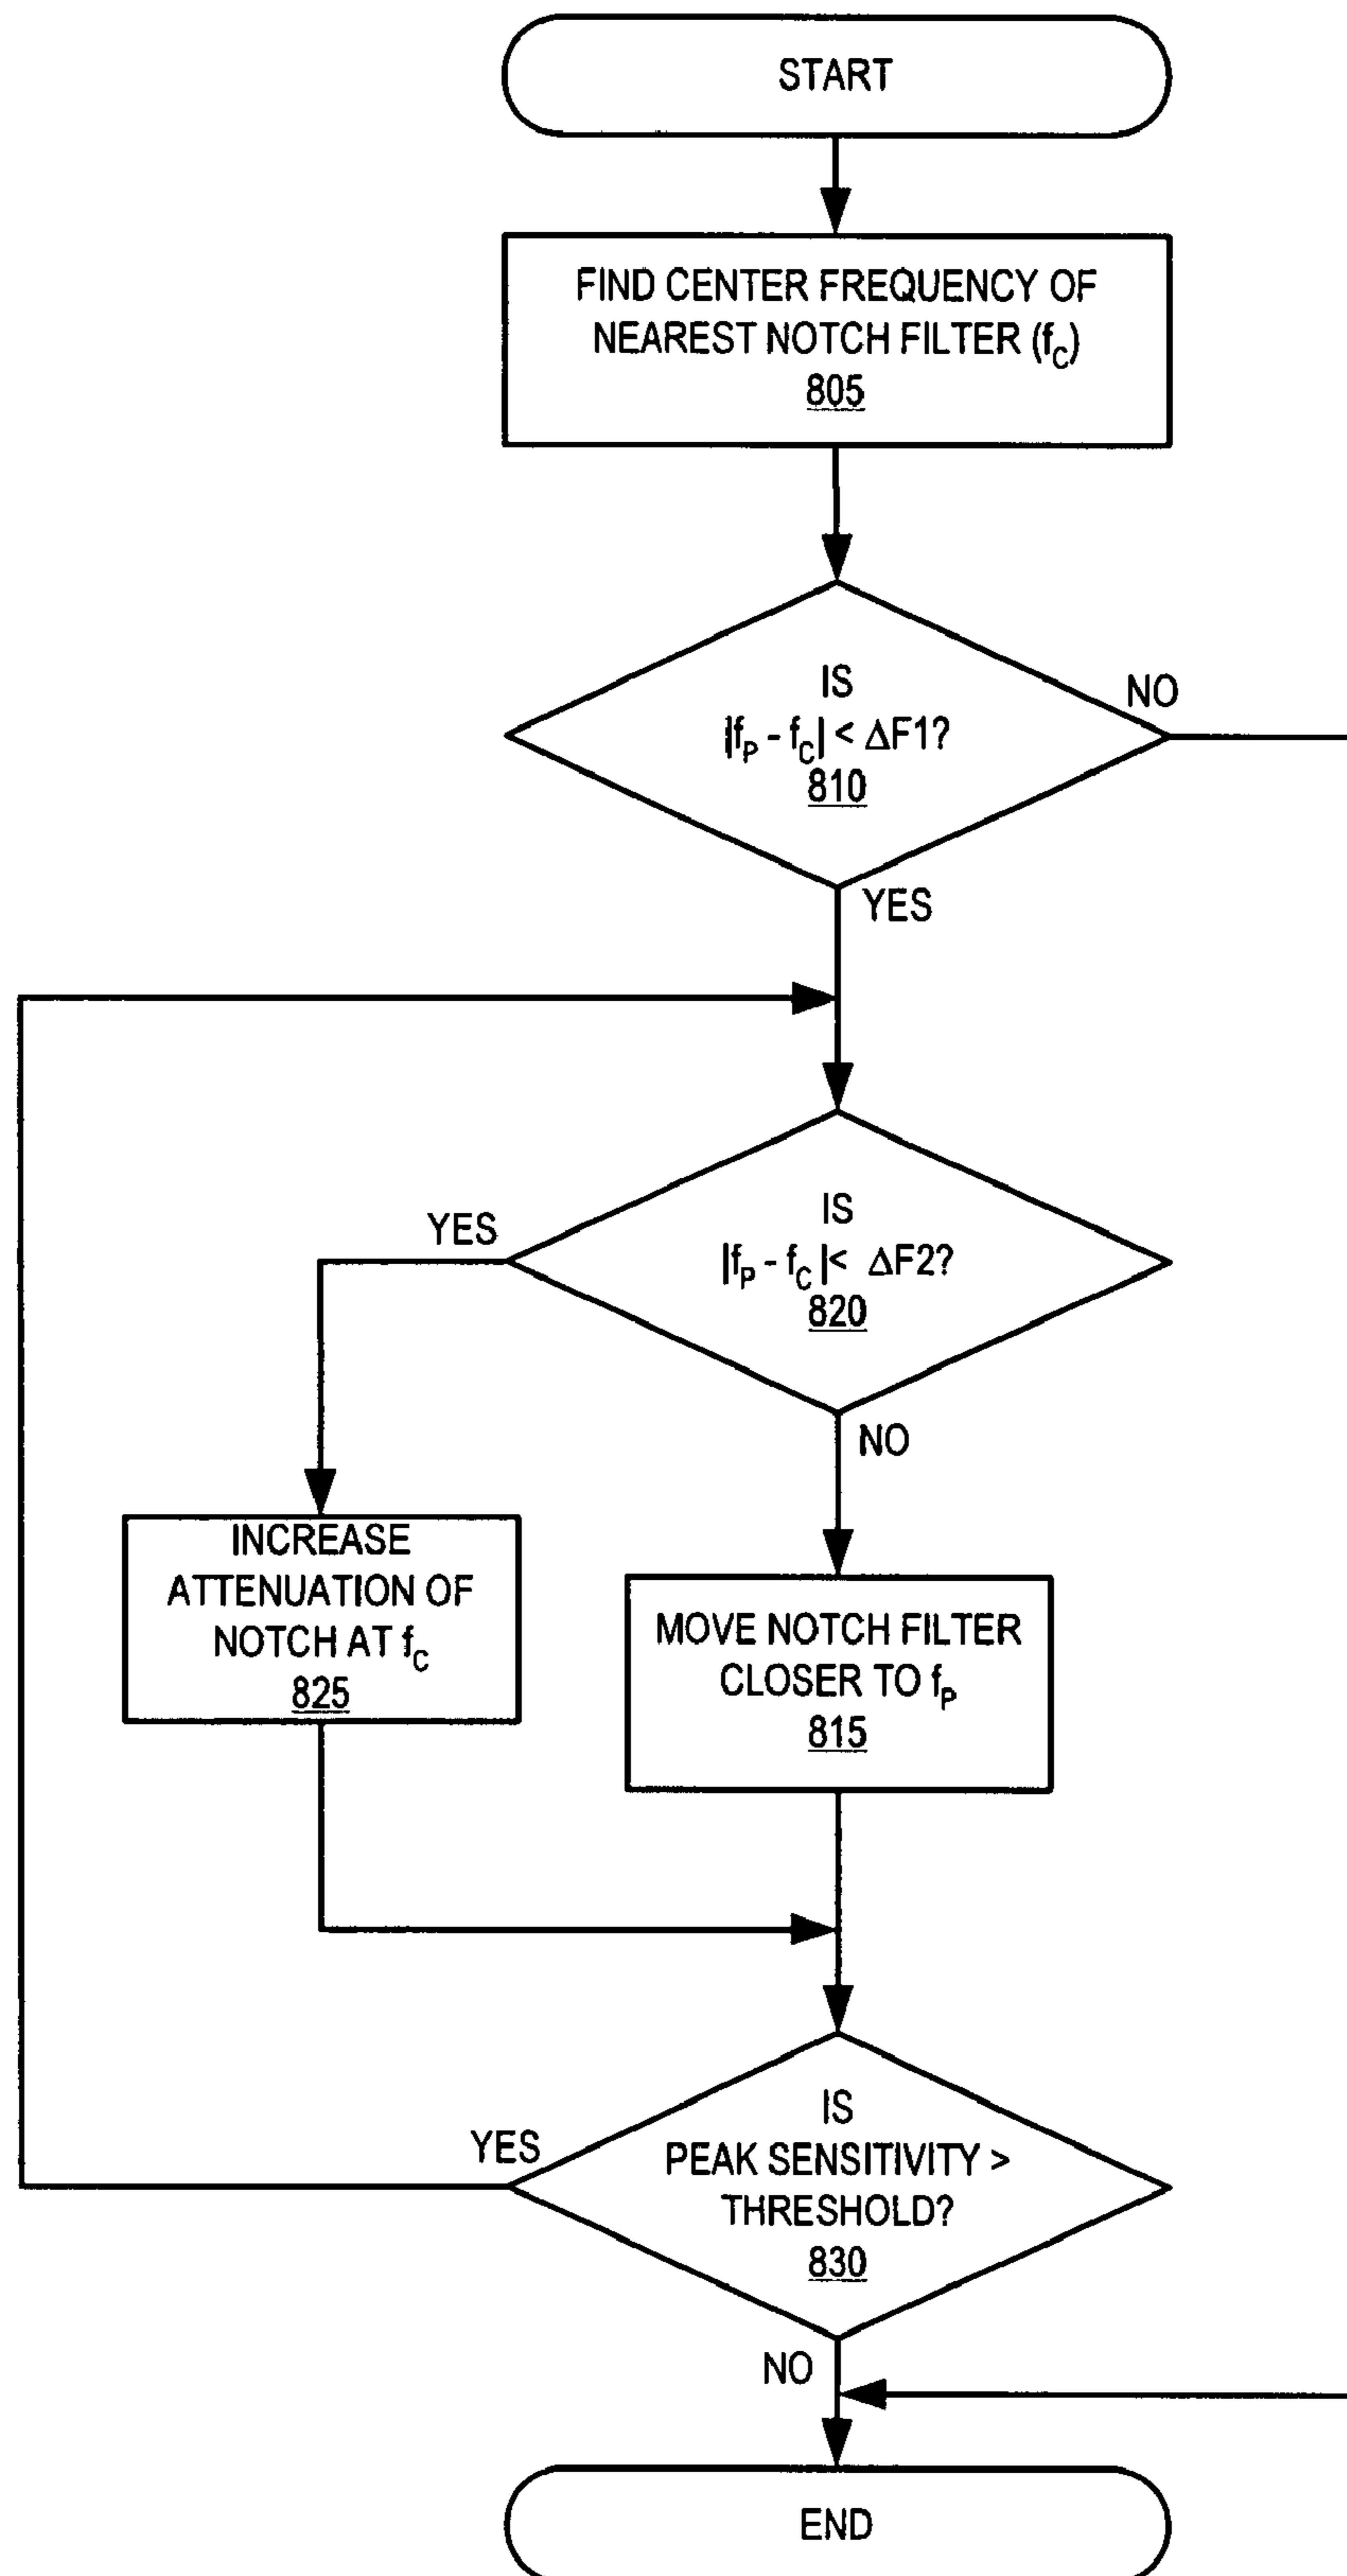 START
FIND CENTER FREQUENCY OF
NEAREST NOTCH FILTER (fC)
805
IS
|fP - fC| < ΔF1?
810
NO
YES
IS
|fP - fC|< ΔF2?
820
YES
NO
INCREASE
ATTENUATION OF
NOTCH AT fC
825
MOVE NOTCH FILTER
CLOSER TO fP
815
IS
PEAK SENSITIVITY >
THRESHOLD?
830
YES
NO
END